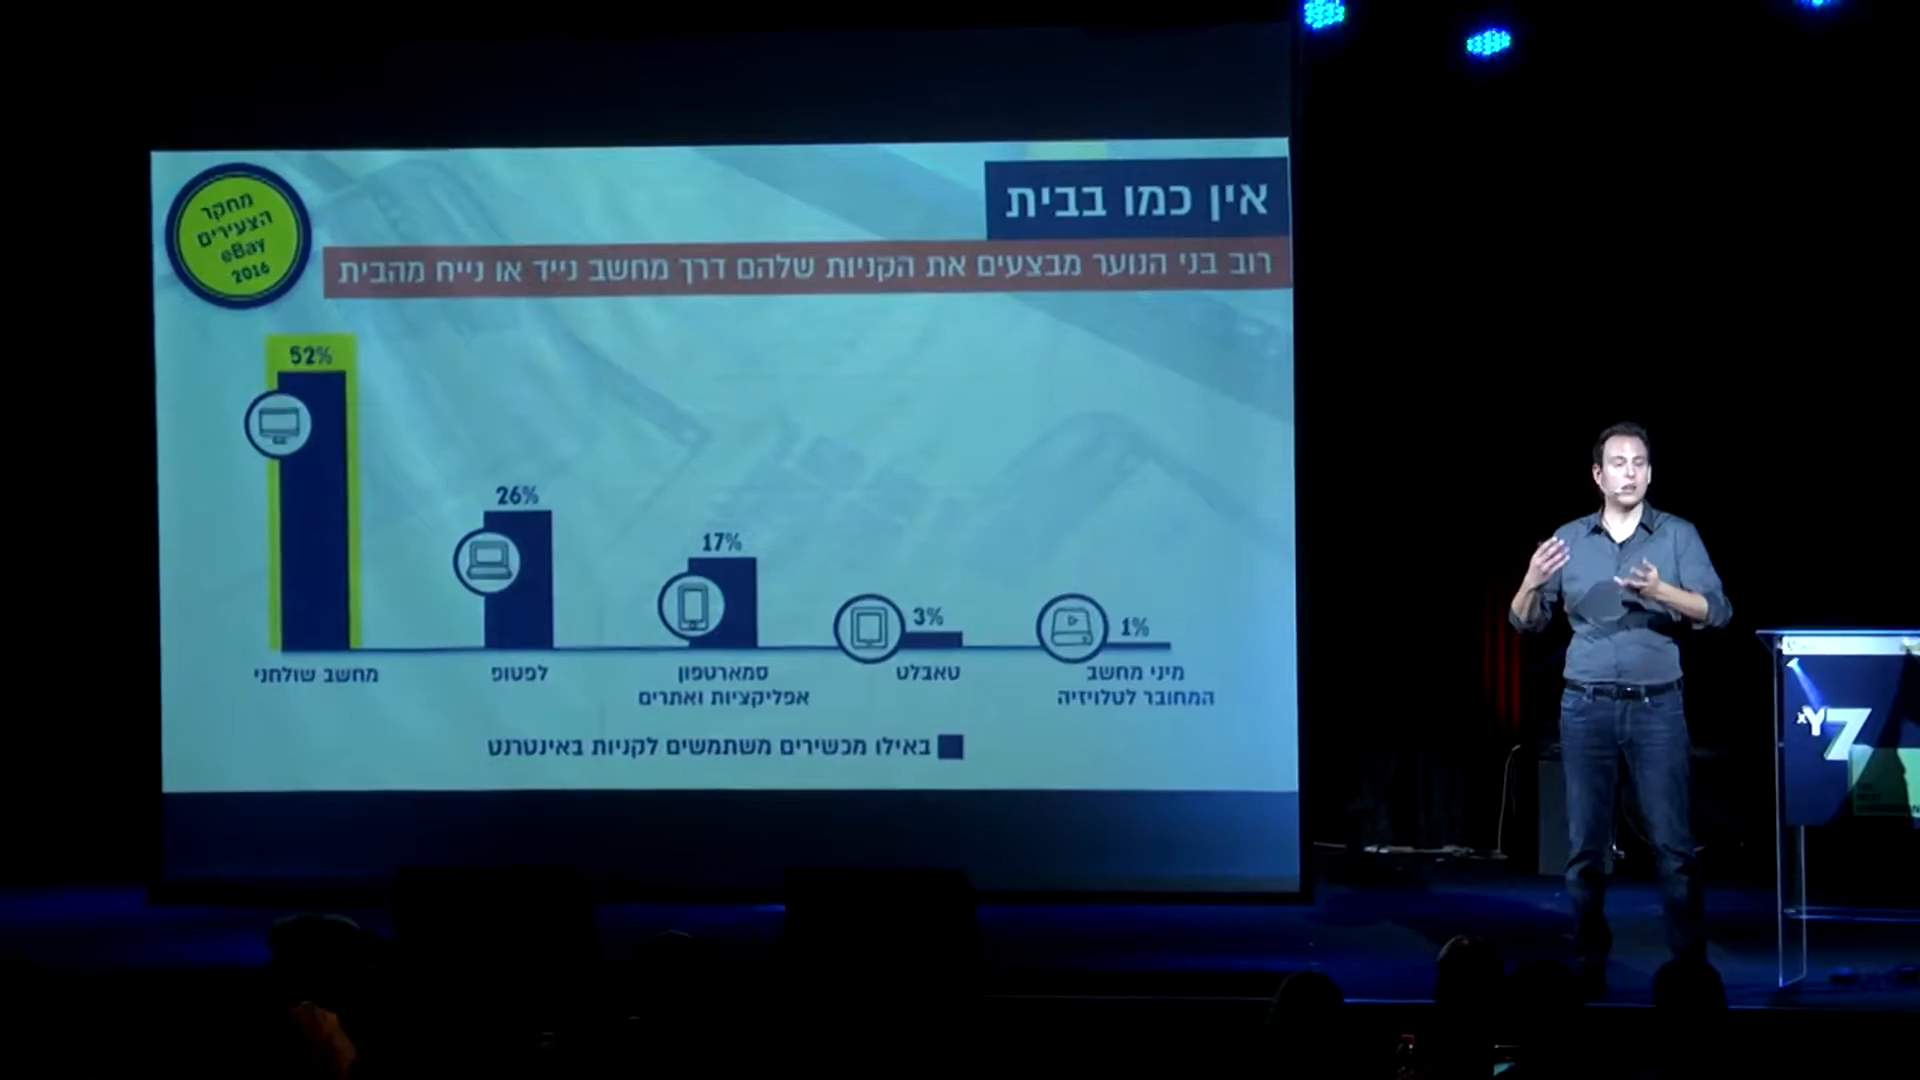 אין כמו בבית
רוב בני הנוער מבצעים את הקניות שלהם דרך מחשב נייד או נייח מהבית
מחקר
הצעירים
eBay
2016
52%
26%
17%
3%
1%
מחשב שולחני
לפטופ
סמארטפון
אפליקציות ואתרים
טאבלט
מיני מחשב
המחובר לטלויזיה
באילו מכשירים משתמשים לקניות באינטרנט
xY7